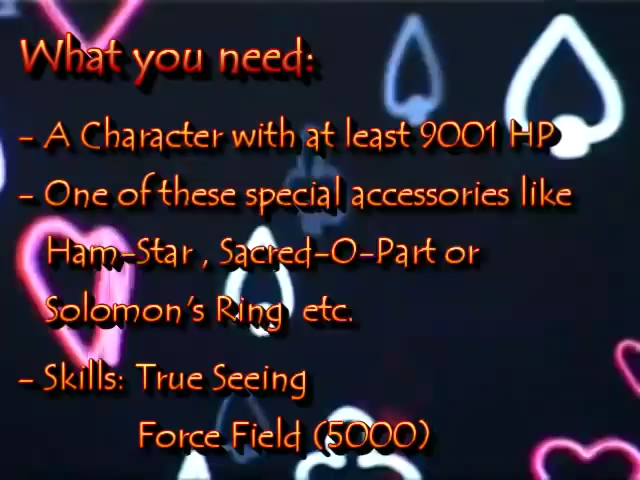 What you need:
- A Character with at least 9001 HP
- One of these special accessories like
Ham-Star , Sacred-O-Part or
Solomon's Ring etc.
- Skills: True Seeing
Force Field (5000)